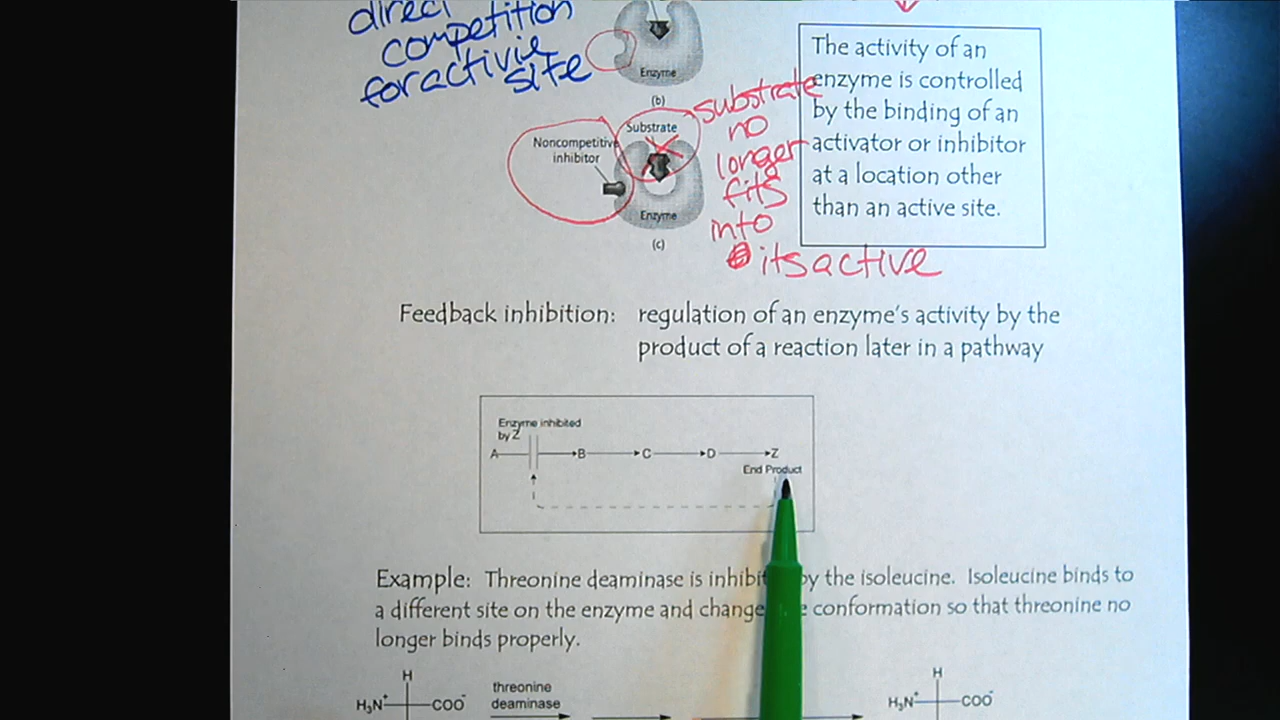 direct
competition
for activie
site
Enzyme
(b)
Substrate
Noncompetitive
inhibitor
Enzyme
(c)
substrate
no
longer
fits
into
its active
The activity of an
enzyme is controlled
by the binding of an
activator or inhibitor
at a location other
than an active site.
Feedback inhibition: regulation of an enzyme's activity by the
product of a reaction later in a pathway
Enzyme inhibited
by Z
A B C D Z
End Product
Example: Threonine deaminase is by the isoleucine. Isoleucine binds to
a different site on the enzyme and conformation so that threonine no
longer binds properly.
H
H₃N⁺ COO⁻
threonine
deaminase
H
H₃N⁺ COO⁻